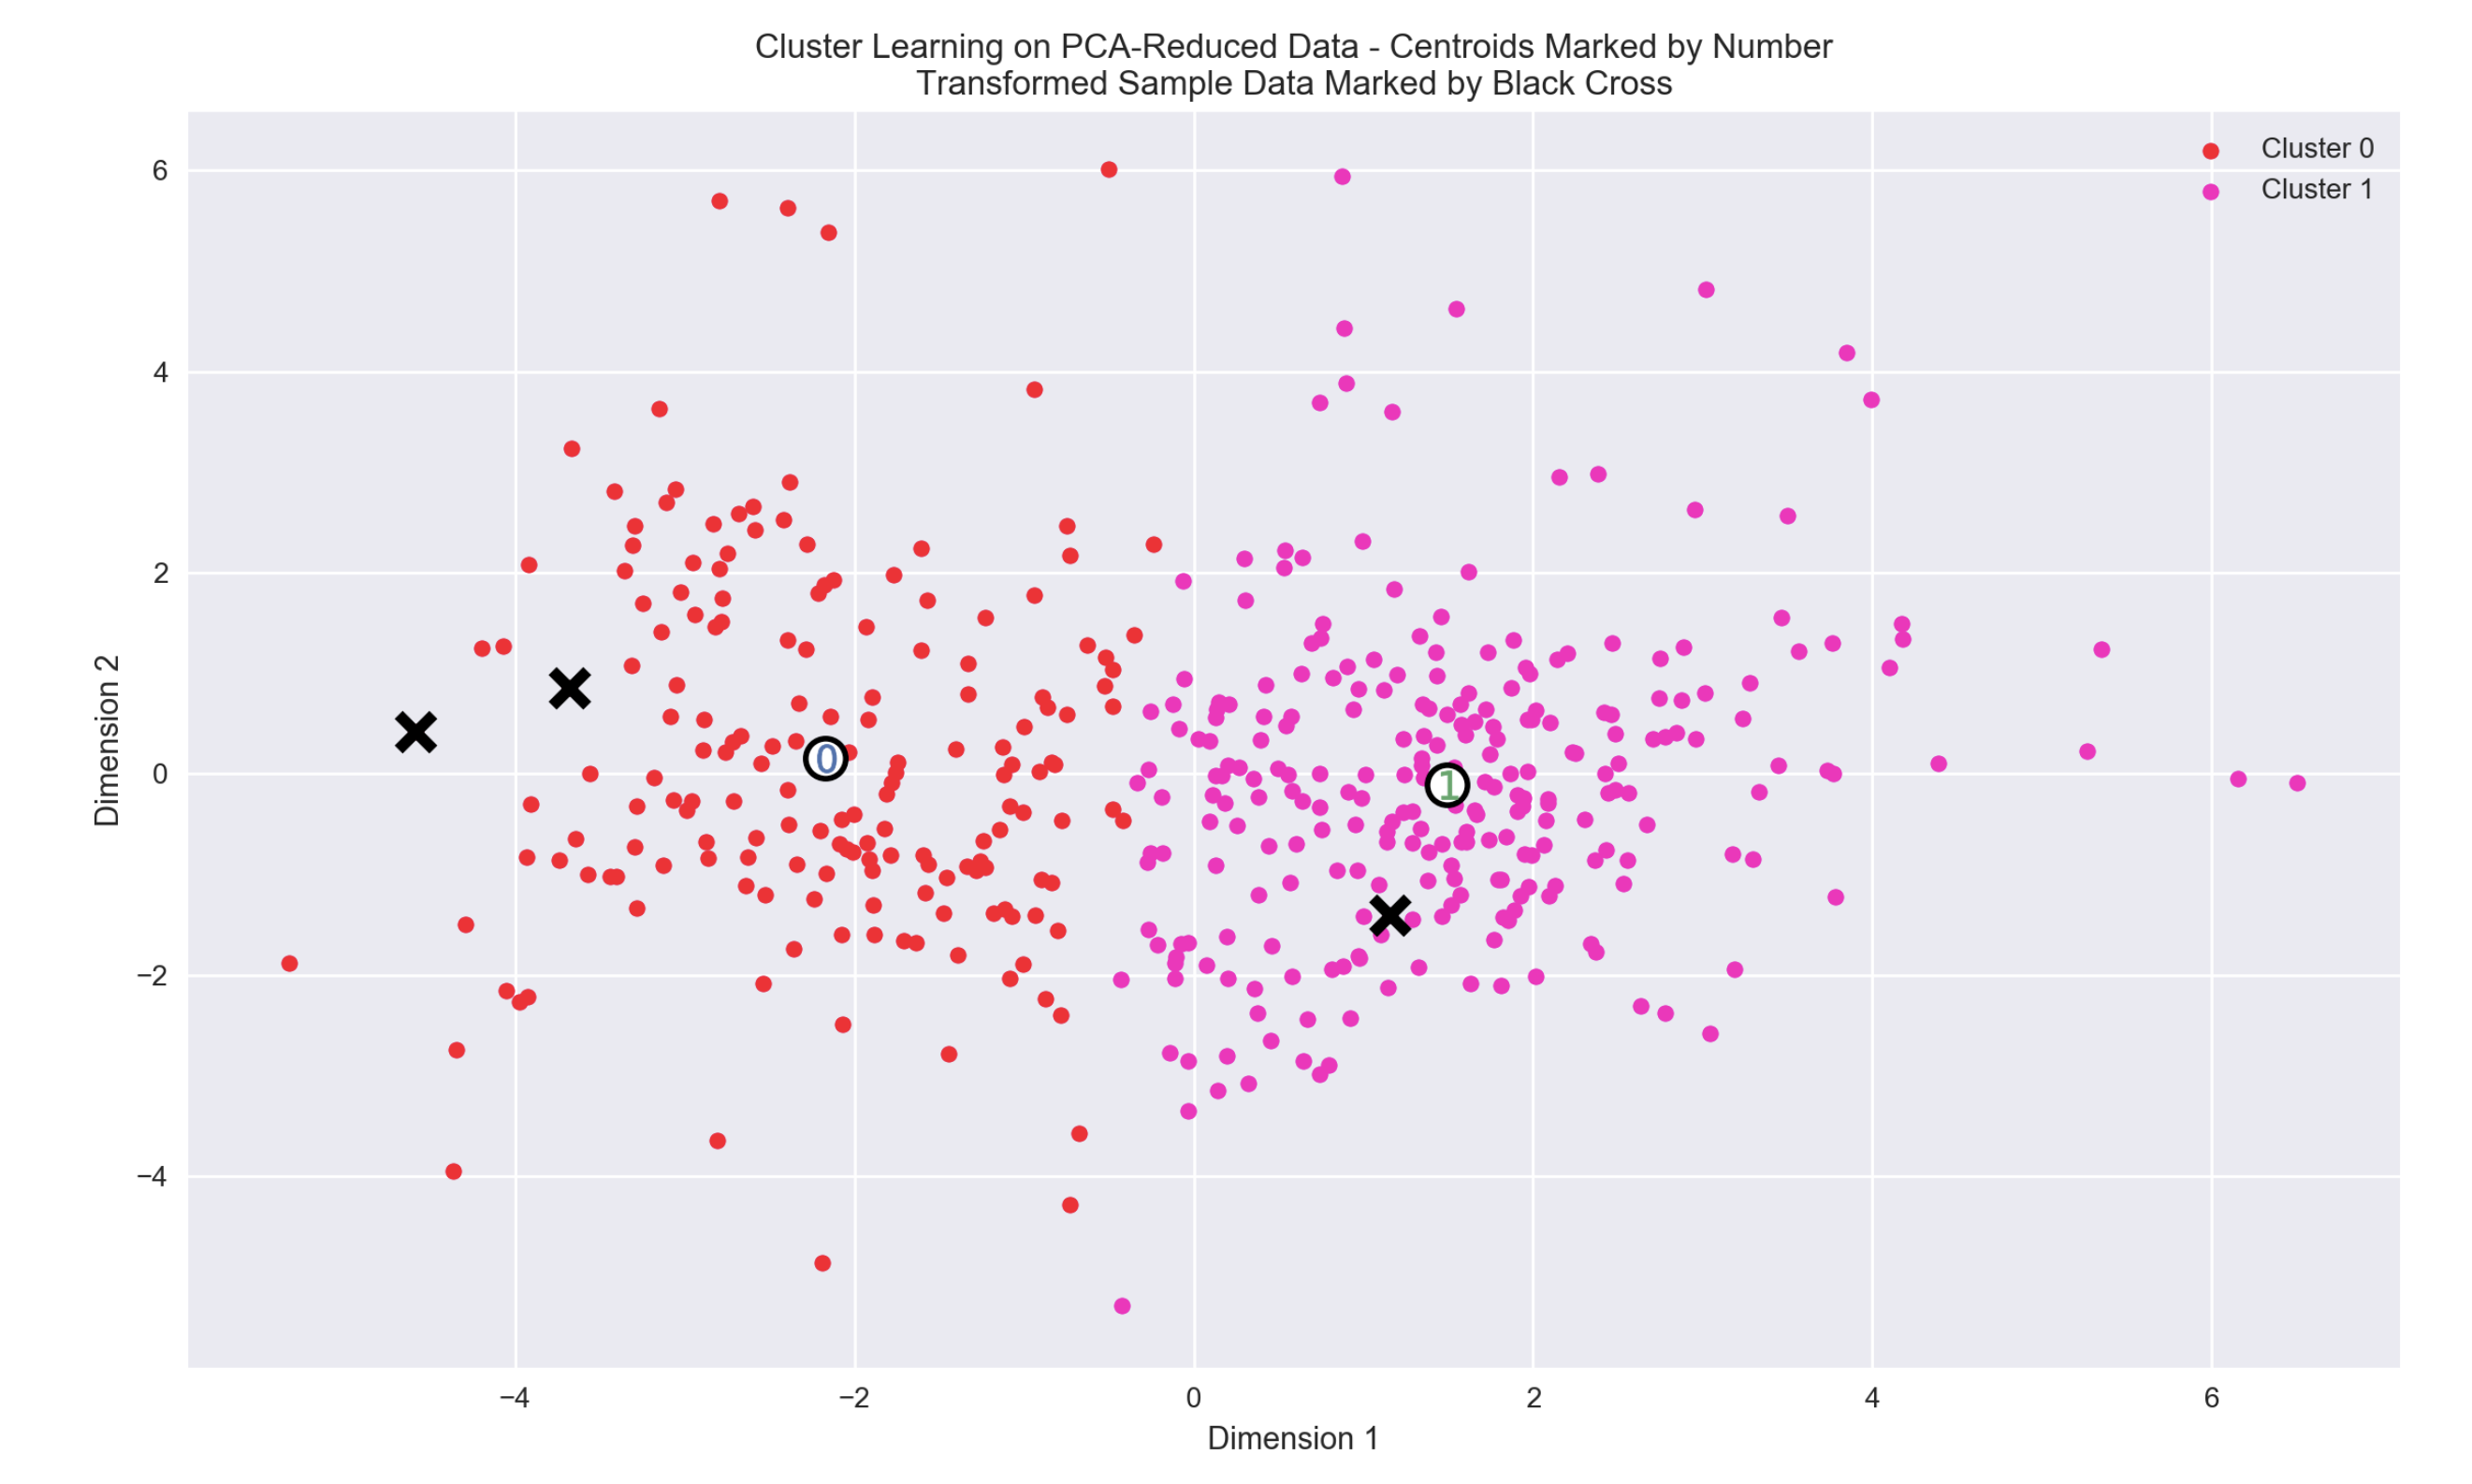 Cluster Learning on PCA-Reduced Data - Centroids Marked by Number
Transformed Sample Data Marked by Black Cross
Cluster 0
Cluster 1
6
4
2
0
−2
−4
Dimension 2
0
1
−4
−2
0
2
4
6
Dimension 1